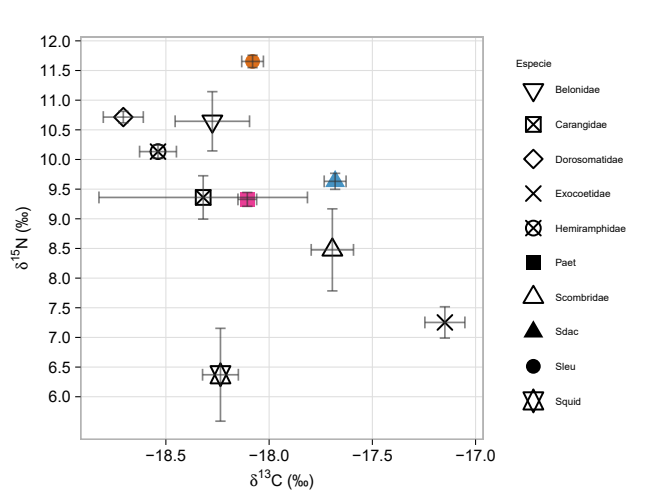 12.0
11.5
11.0
10.5
10.0
9.5
9.0
8.5
8.0
7.5
7.0
6.5
6.0
δ¹⁵N (‰)
−18.5 −18.0 −17.5 −17.0
δ¹³C (‰)
Especie
Belonidae
Carangidae
Dorosomatidae
Exocoetidae
Hemiramphidae
Paet
Scombridae
Sdac
Sleu
Squid